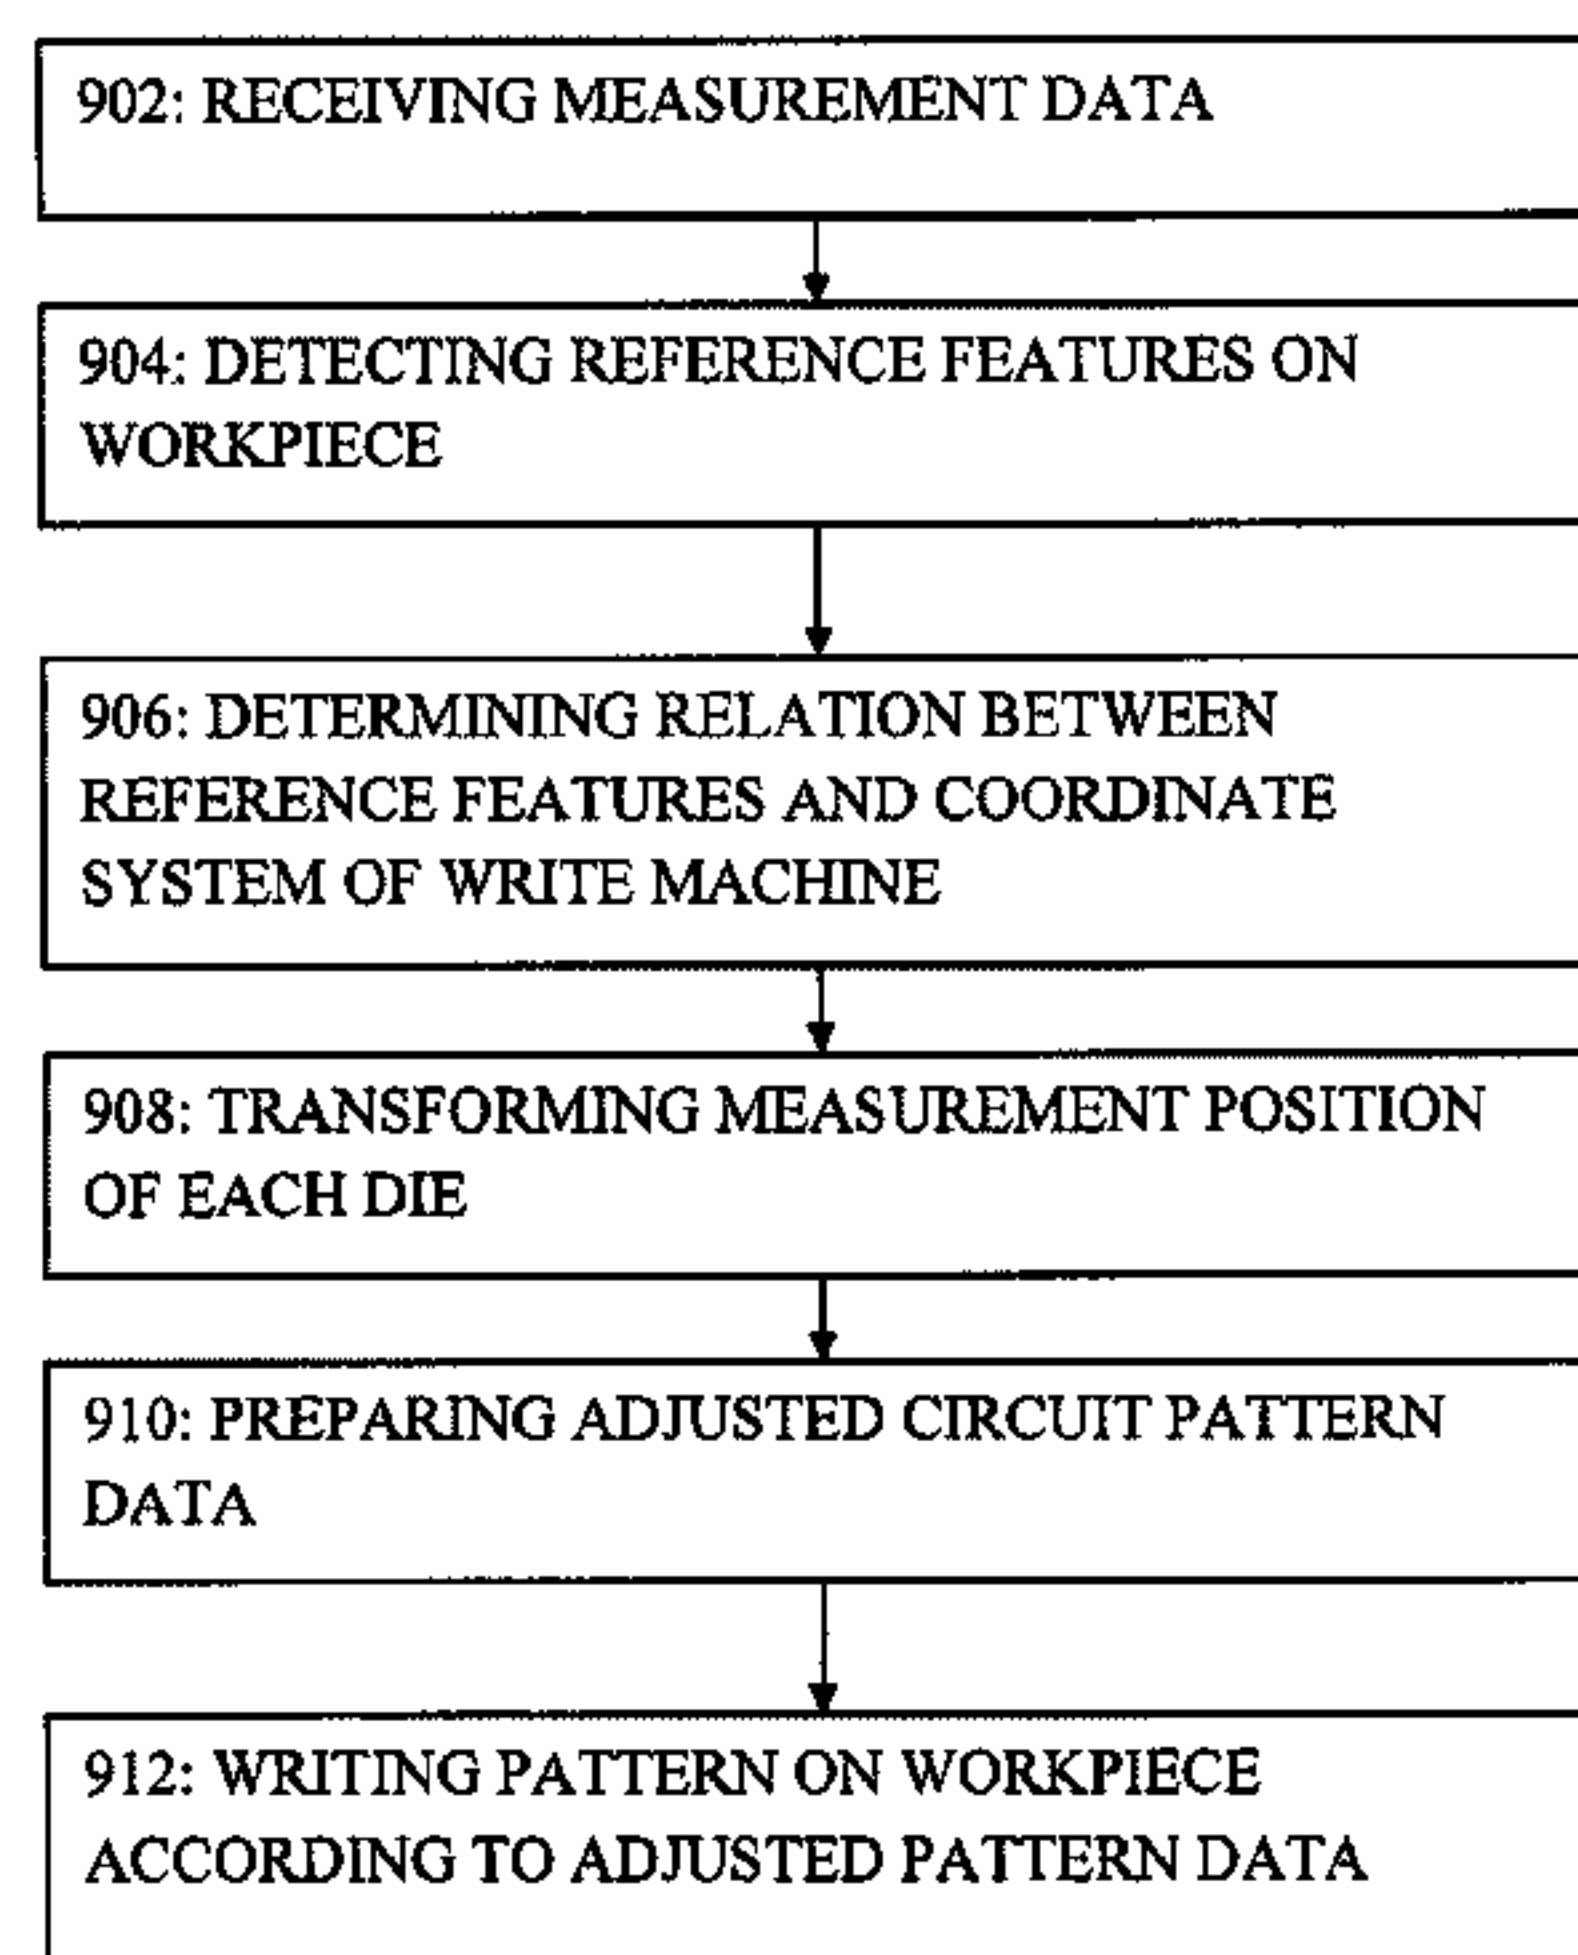 902: RECEIVING MEASUREMENT DATA
904: DETECTING REFERENCE FEATURES ON
WORKPIECE
906: DETERMINING RELATION BETWEEN
REFERENCE FEATURES AND COORDINATE
SYSTEM OF WRITE MACHINE
908: TRANSFORMING MEASUREMENT POSITION
OF EACH DIE
910: PREPARING ADJUSTED CIRCUIT PATTERN
DATA
912: WRITING PATTERN ON WORKPIECE
ACCORDING TO ADJUSTED PATTERN DATA